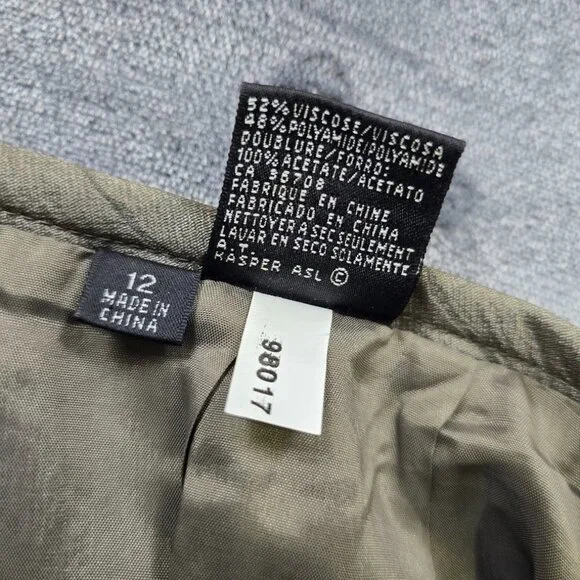 52% VISCOSE/VISCOSA
48% POLYAMIDE/POLYAMIDE
DOUBLURE/FORRO:
100% ACETATE/ACETATO
CA 36708
FABRIQUE EN CHINE
FABRICADO EN CHINA
NETTOYER A SEC SEULEMENT
LAVAR EN SECO SOLAMENTE
A.T.
KASPER ASL ©
12
MADE IN
CHINA
98017